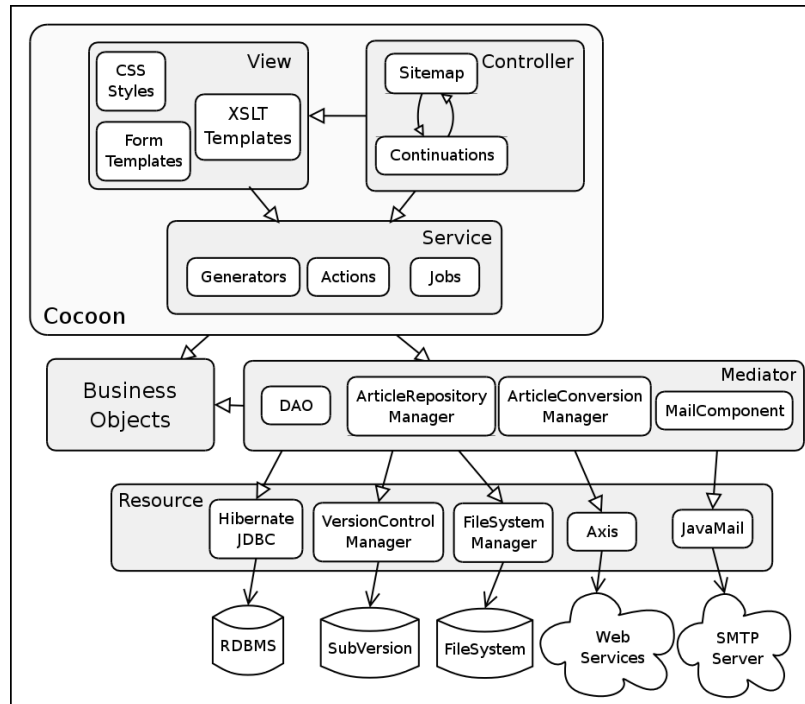 View
CSS
Styles
XSLT
Templates
Form
Templates
Controller
Sitemap
Continuations
Service
Generators
Actions
Jobs
Cocoon
Business
Objects
Mediator
DAO
ArticleRepository
Manager
ArticleConversion
Manager
MailComponent
Resource
Hibernate
JDBC
VersionControl
Manager
FileSystem
Manager
Axis
JavaMail
RDBMS
SubVersion
FileSystem
Web
Services
SMTP
Server